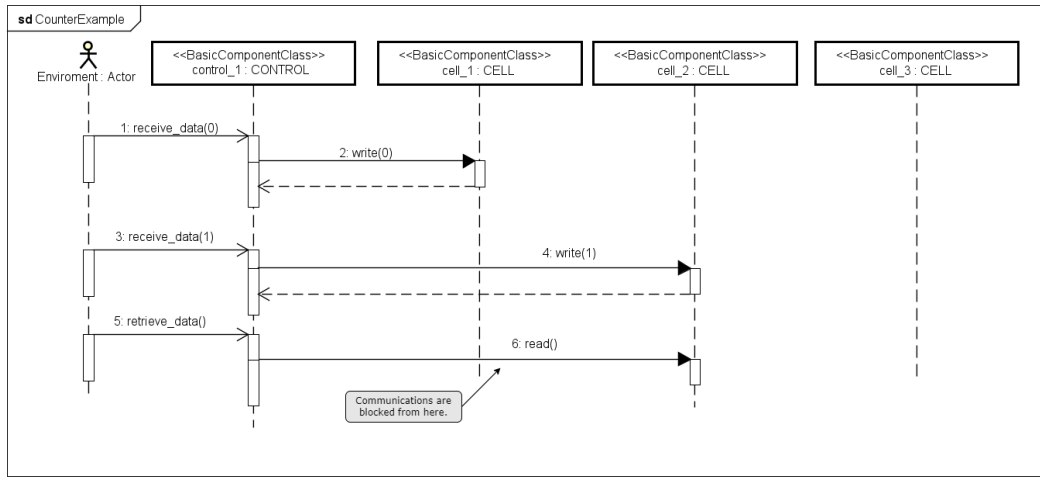 sd CounterExample
Enviroment : Actor
<<BasicComponentClass>>
control_1 : CONTROL
<<BasicComponentClass>>
cell_1 : CELL
<<BasicComponentClass>>
cell_2 : CELL
<<BasicComponentClass>>
cell_3 : CELL
1: receive_data(0)
2: write(0)
3: receive_data(1)
4: write(1)
5: retrieve_data()
6: read()
Communications are
blocked from here.